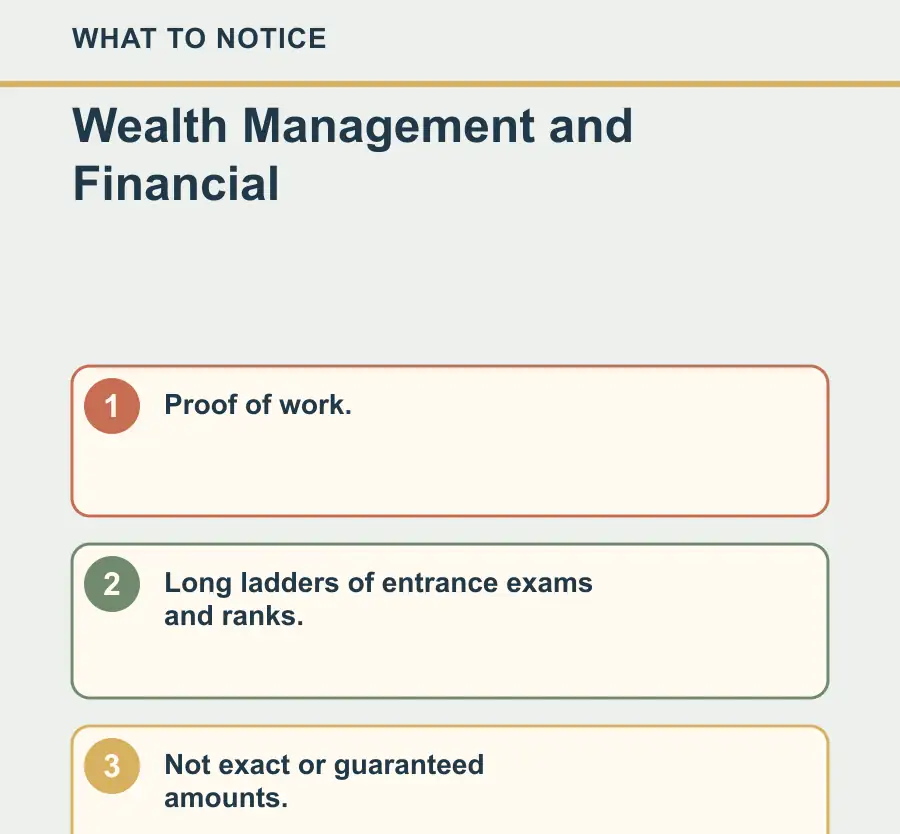 WHAT TO NOTICE
Wealth Management and
Financial
1
Proof of work.
2
Long ladders of entrance exams
and ranks.
3
Not exact or guaranteed
amounts.